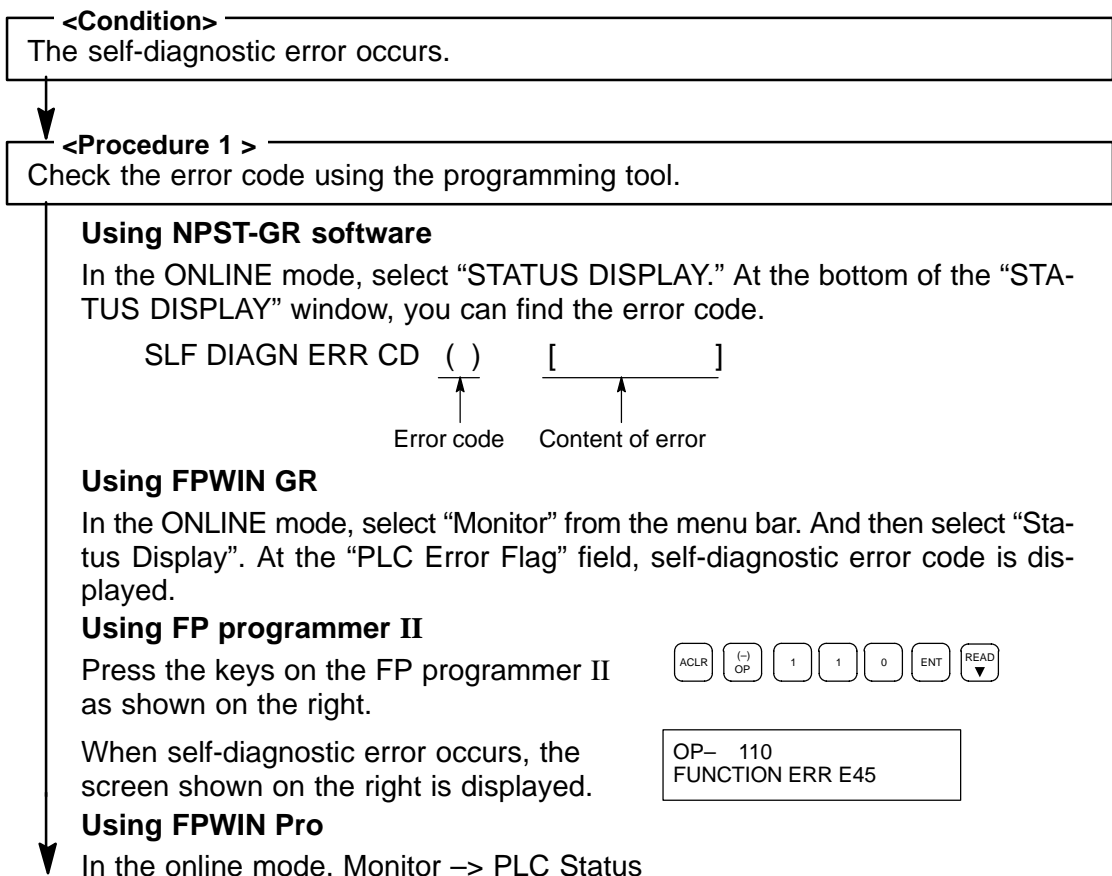 <Condition>
The self-diagnostic error occurs.
<Procedure 1 >
Check the error code using the programming tool.
Using NPST-GR software
In the ONLINE mode, select “STATUS DISPLAY.” At the bottom of the “STA-
TUS DISPLAY” window, you can find the error code.
SLF DIAGN ERR CD ( ) [ ]
Error code Content of error
Using FPWIN GR
In the ONLINE mode, select “Monitor” from the menu bar. And then select “Sta-
tus Display”. At the “PLC Error Flag” field, self-diagnostic error code is dis-
played.
Using FP programmer II
Press the keys on the FP programmer II
as shown on the right.
ACLR (–) OP 1 1 0 ENT READ ▼
When self-diagnostic error occurs, the
screen shown on the right is displayed.
OP– 110
FUNCTION ERR E45
Using FPWIN Pro
In the online mode, Monitor –> PLC Status